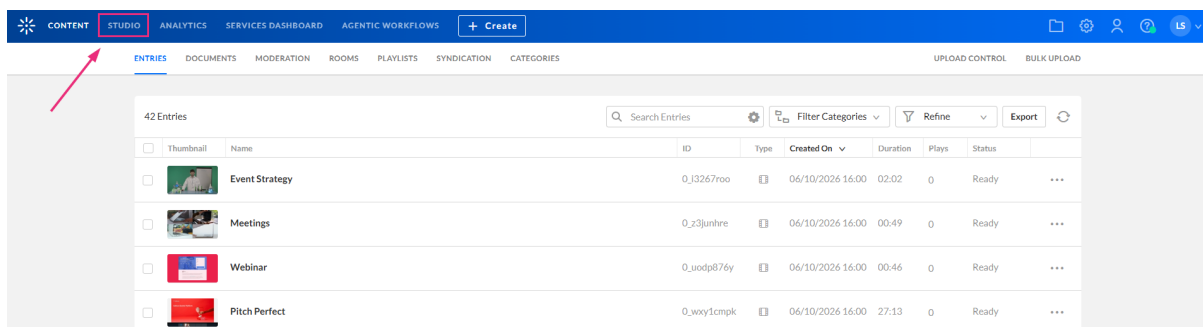 CONTENT STUDIO ANALYTICS SERVICES DASHBOARD AGENTIC WORKFLOWS + Create LS
ENTRIES DOCUMENTS MODERATION ROOMS PLAYLISTS SYNDICATION CATEGORIES UPLOAD CONTROL BULK UPLOAD
42 Entries Search Entries Filter Categories Refine Export
Thumbnail Name ID Type Created On Duration Plays Status
Event Strategy 0_i3267roo 06/10/2026 16:00 02:02 0 Ready
Meetings 0_z3junhre 06/10/2026 16:00 00:49 0 Ready
Webinar 0_uodp876y 06/10/2026 16:00 00:46 0 Ready
Pitch Perfect 0_wxy1cmpk 06/10/2026 16:00 27:13 0 Ready